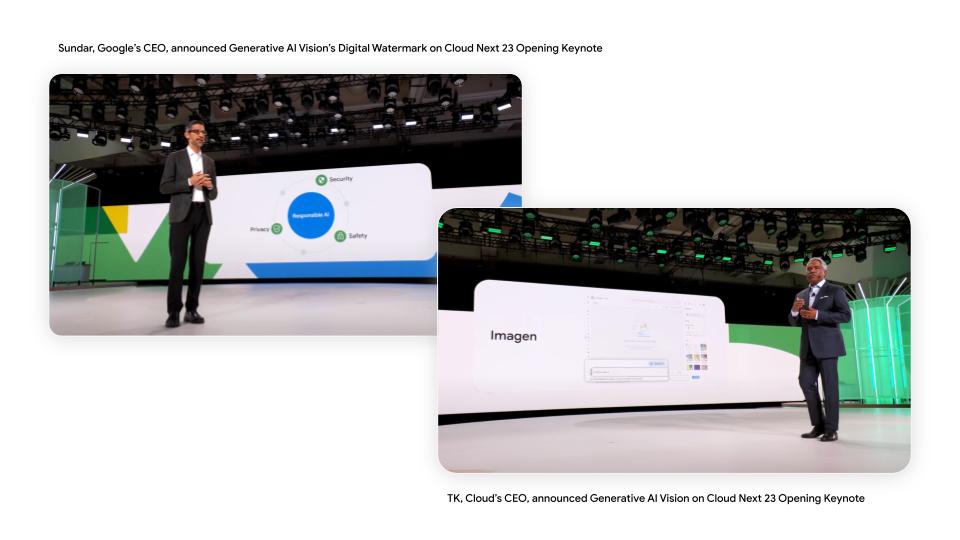 Sundar, Google's CEO, announced Generative AI Vision's Digital Watermark on Cloud Next 23 Opening Keynote
Security
Responsible AI
Privacy
Safety
Imagen
TK, Cloud's CEO, announced Generative AI Vision on Cloud Next 23 Opening Keynote